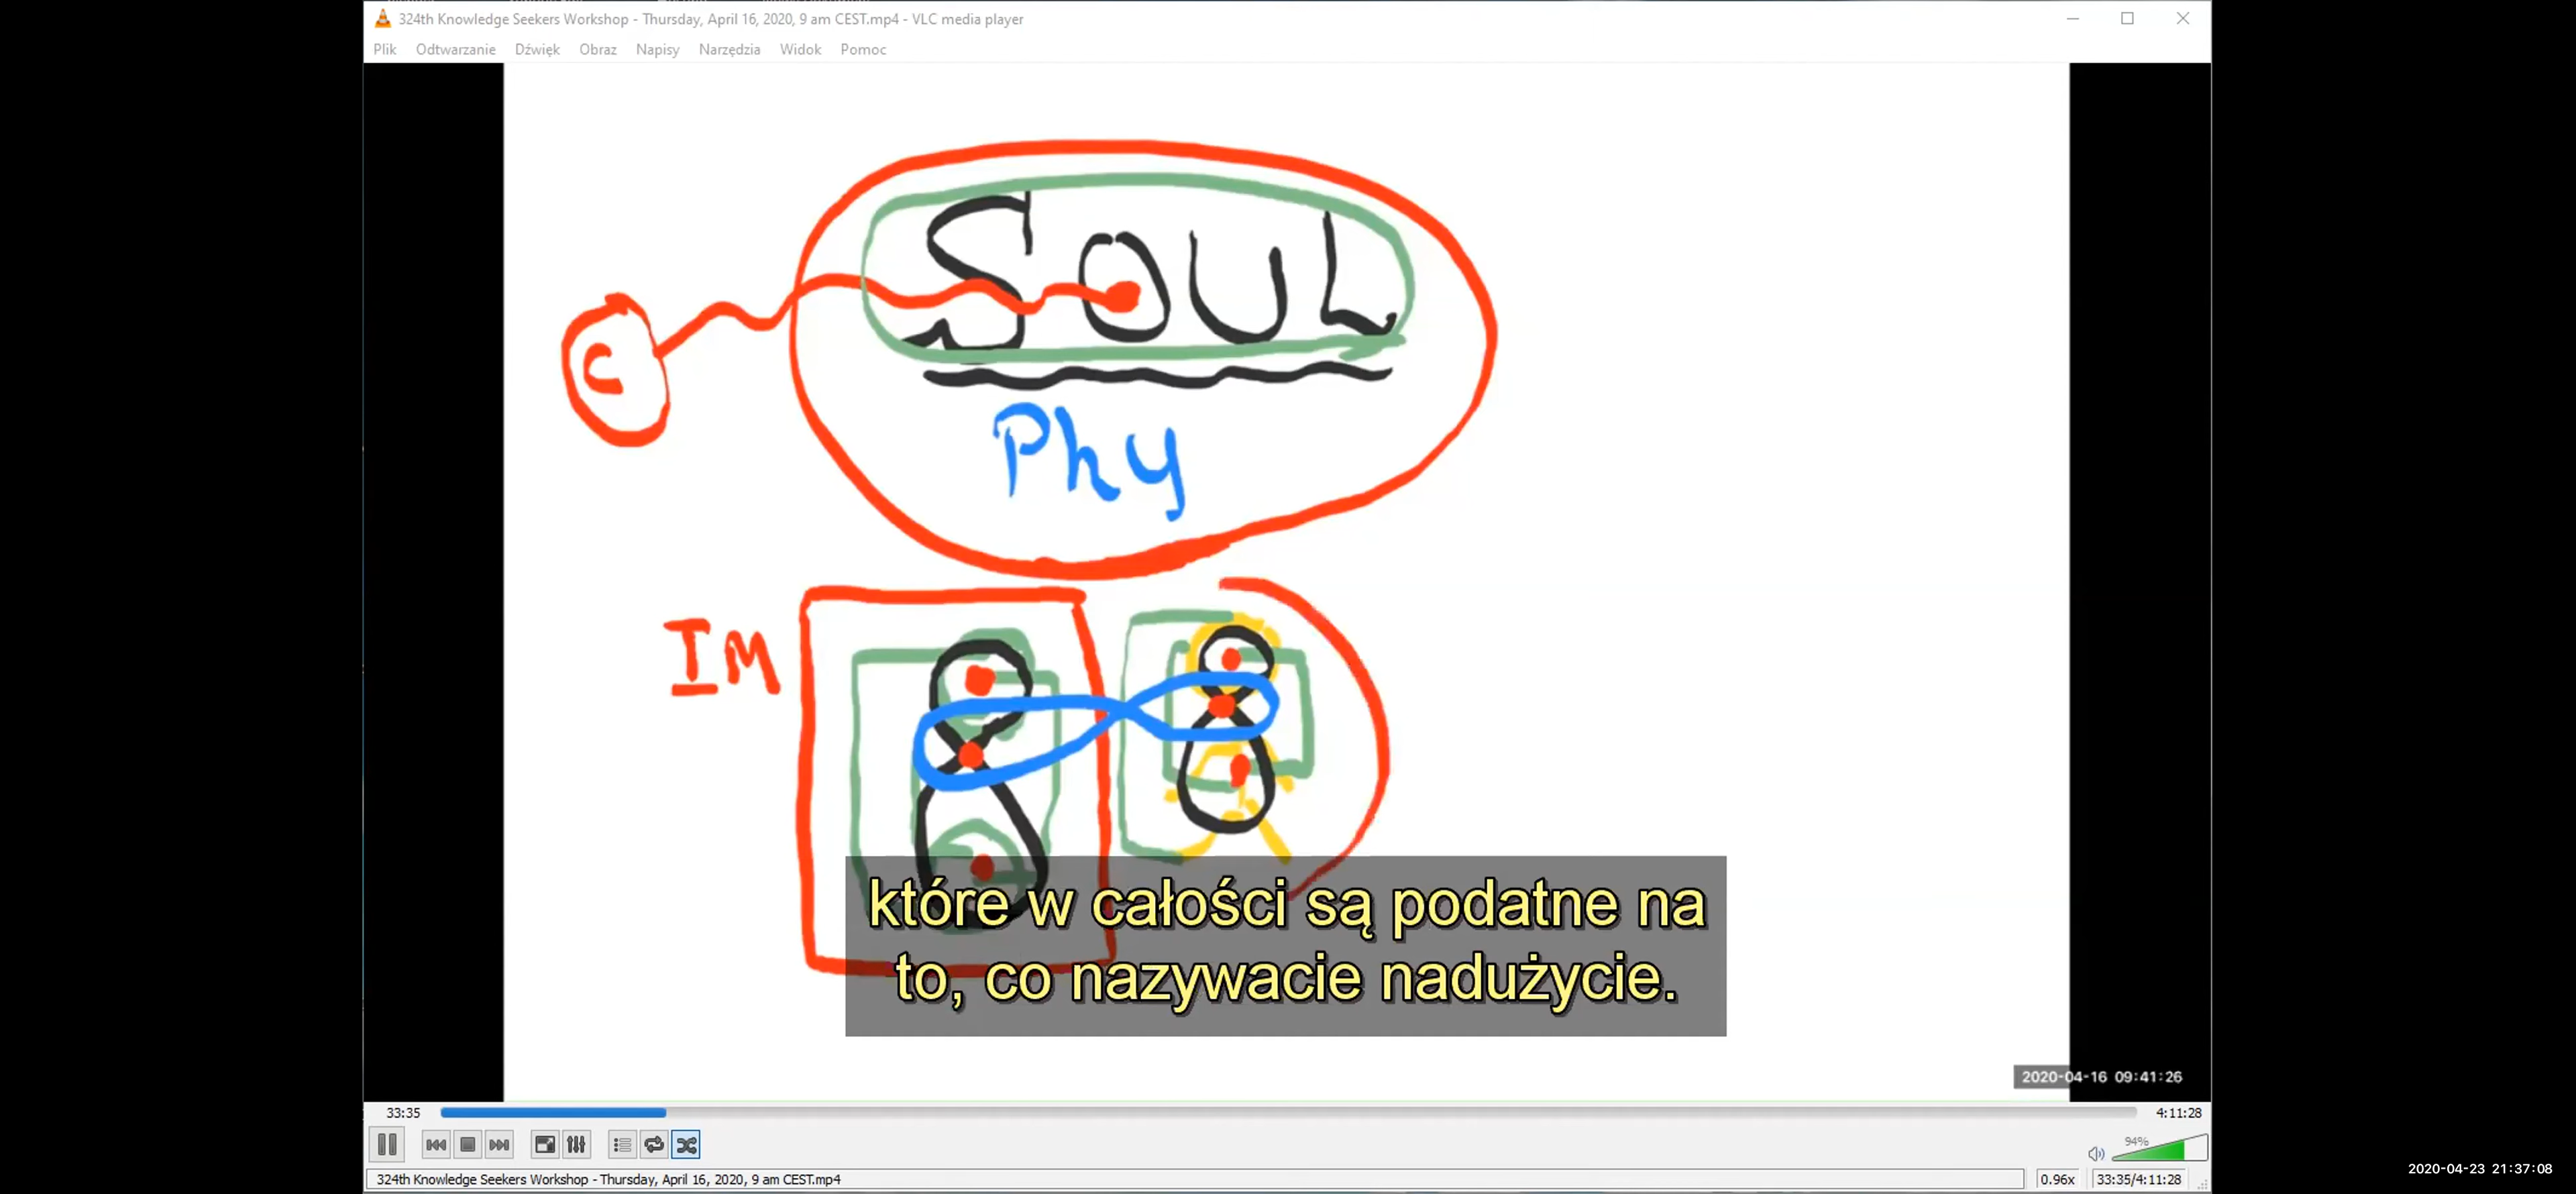 324th Knowledge Seekers Workshop - Thursday, April 16, 2020, 9 am CEST.mp4 - VLC media player
Plik Odtwarzanie Dźwięk Obraz Napisy Narzędzia Widok Pomoc
SOUL
C
Phy
IM
które w całości są podatne na
to, co nazywacie nadużycie.
2020-04-16 09:41:26
33:35 4:11:28
94%
324th Knowledge Seekers Workshop - Thursday, April 16, 2020, 9 am CEST.mp4 0.96x 33:35/4:11:28
2020-04-23 21:37:08